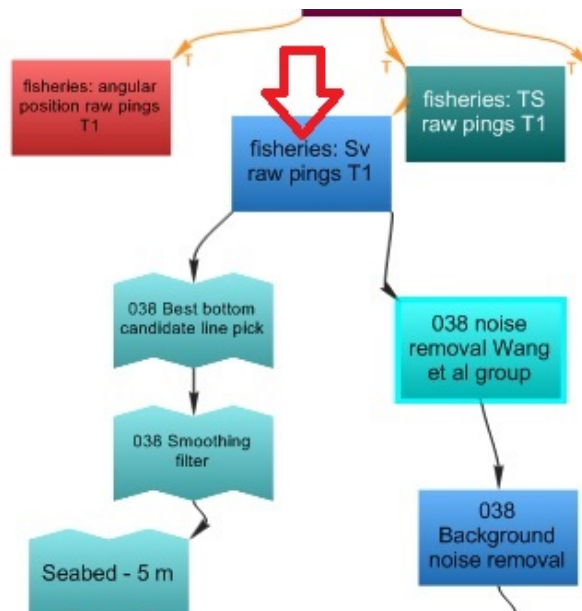 T
T
T
fisheries: angular
position raw pings
T1
fisheries: TS
raw pings T1
fisheries: Sv
raw pings T1
038 Best bottom
candidate line pick
038 noise
removal Wang
et al group
038 Smoothing
filter
038
Background
noise removal
Seabed - 5 m